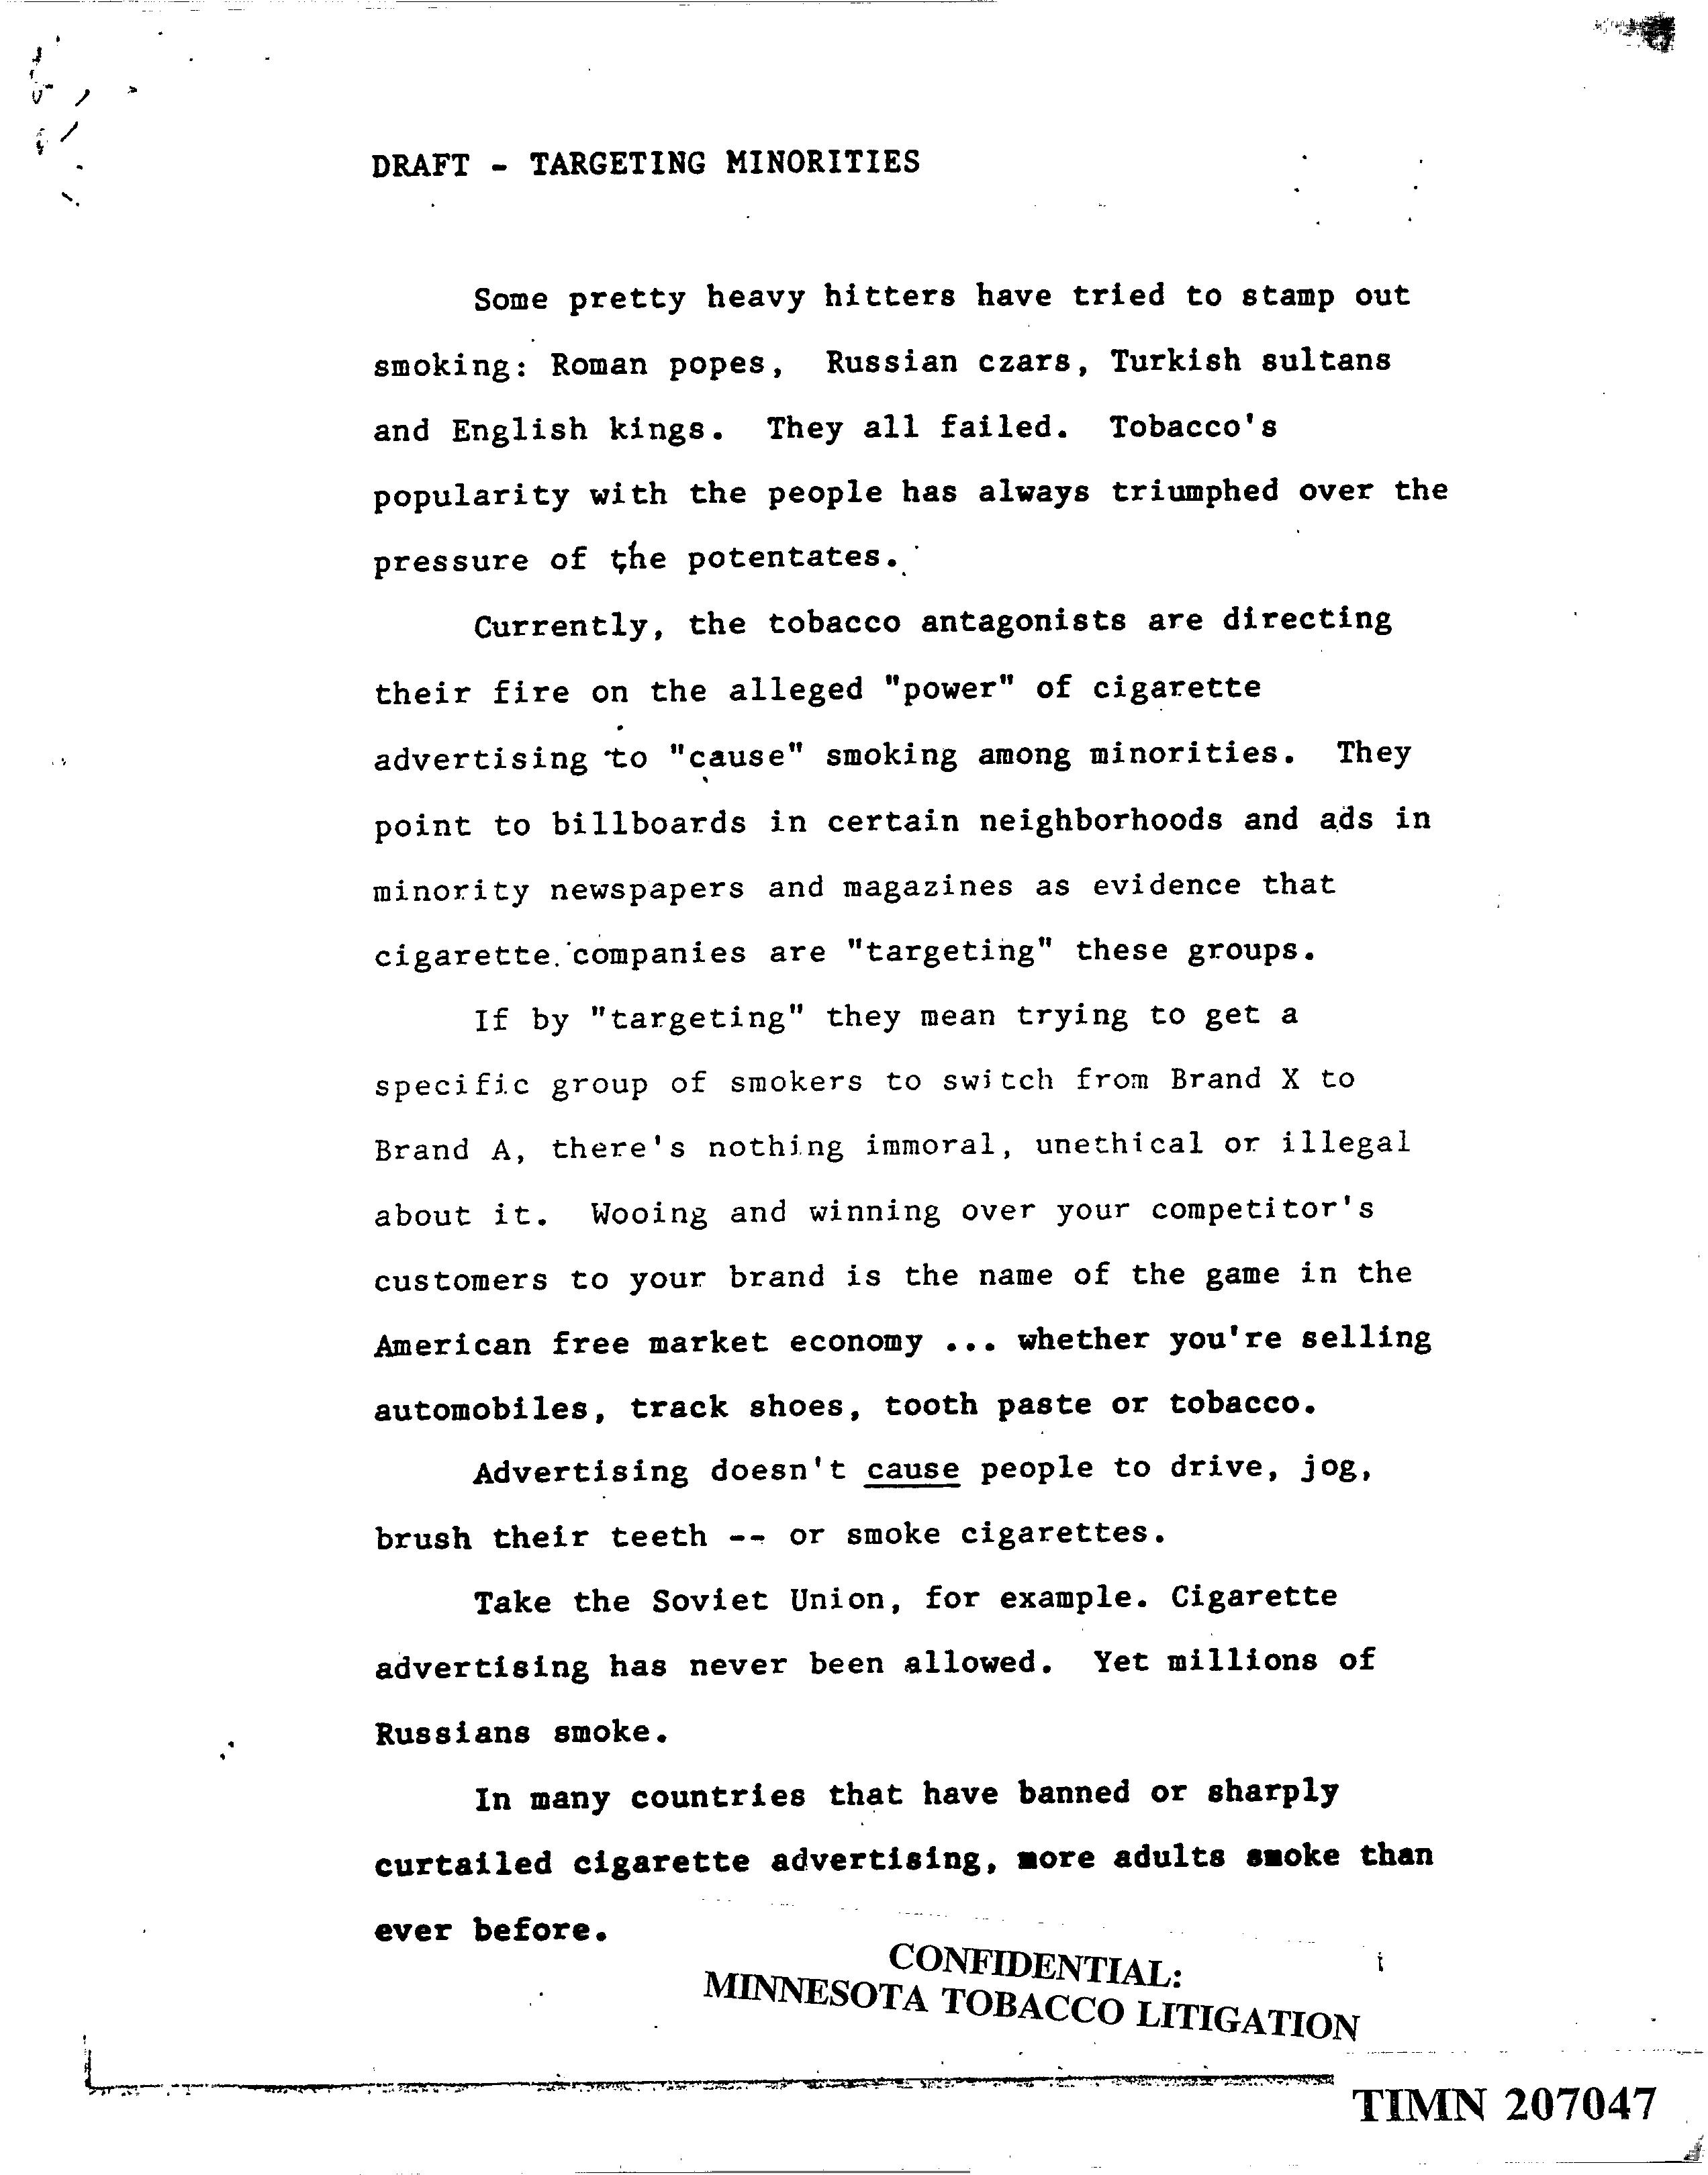 DRAFT - TARGETING MINORITIES
Some pretty heavy hitters have tried to stamp out
smoking: Roman popes, Russian czars, Turkish sultans
and English kings. They all failed. Tobacco's
popularity with the people has always triumphed over the
pressure of the potentates.
Currently, the tobacco antagonists are directing
their fire on the alleged "power" of cigarette
advertising to "cause" smoking among minorities. They
point to billboards in certain neighborhoods and ads in
minority newspapers and magazines as evidence that
cigarette companies are "targeting" these groups.
If by "targeting" they mean trying to get a
specific group of smokers to switch from Brand X to
Brand A, there's nothing immoral, unethical or illegal
about it. Wooing and winning over your competitor's
customers to your brand is the name of the game in the
American free market economy ... whether you're selling
automobiles, track shoes, tooth paste or tobacco.
Advertising doesn't cause people to drive, jog,
brush their teeth -- or smoke cigarettes.
Take the Soviet Union, for example. Cigarette
advertising has never been allowed. Yet millions of
Russians smoke.
In many countries that have banned or sharply
curtailed cigarette advertising, more adults smoke than
ever before.
CONFIDENTIAL:
MINNESOTA TOBACCO LITIGATION
TIMN 207047